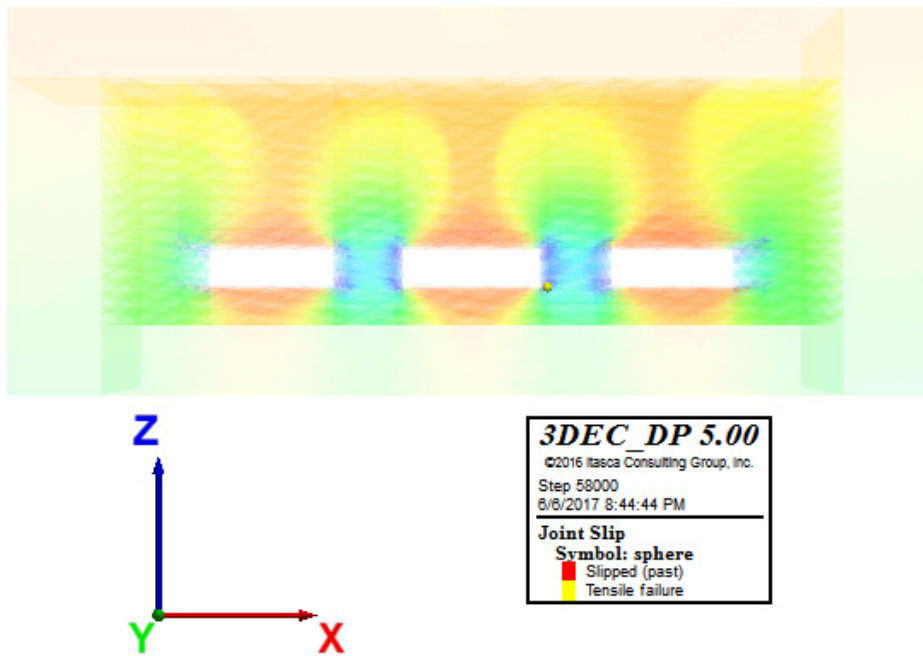 Z
Y
X
3DEC_DP 5.00
©2016 Itasca Consulting Group, Inc.
Step 58000
6/6/2017 8:44:44 PM
Joint Slip
Symbol: sphere
Slipped (past)
Tensile failure